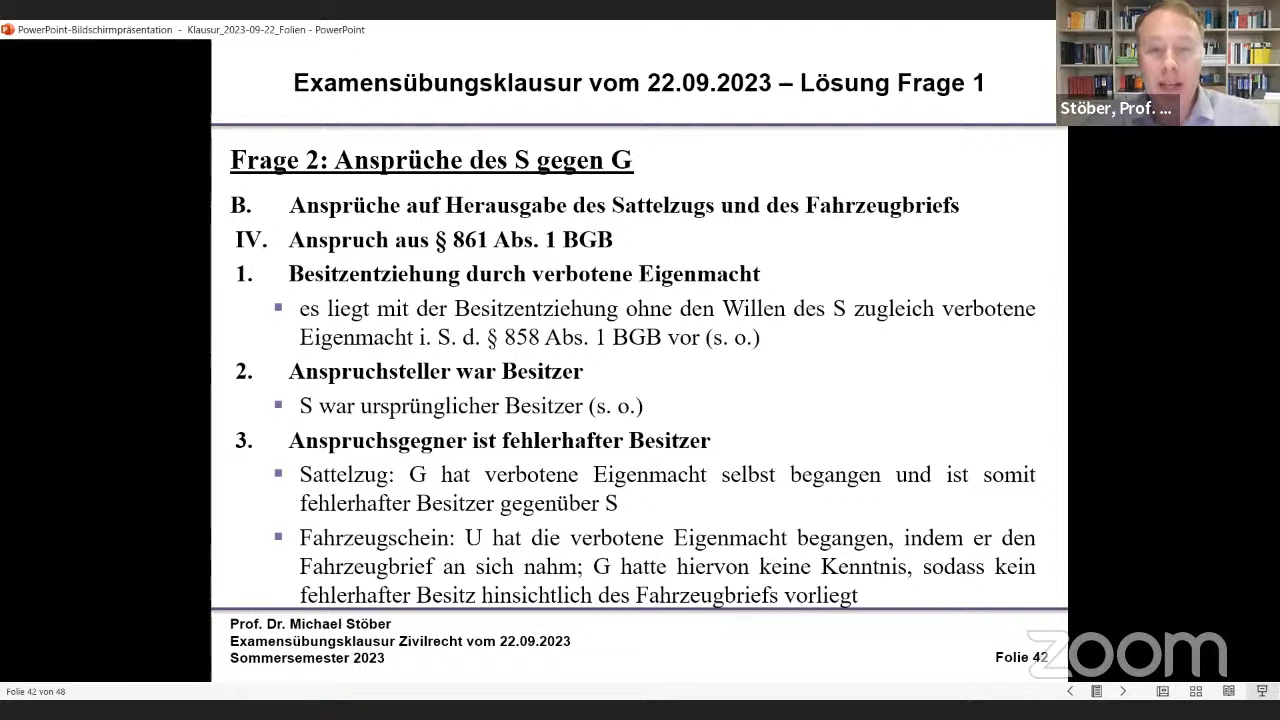 PowerPoint-Bildschirmpräsentation - Klausur_2023-09-22_Folien - PowerPoint
Stöber, Prof. ...
Examensübungsklausur vom 22.09.2023 – Lösung Frage 1
Frage 2: Ansprüche des S gegen G
B. Ansprüche auf Herausgabe des Sattelzugs und des Fahrzeugbriefs
IV. Anspruch aus § 861 Abs. 1 BGB
1. Besitzentziehung durch verbotene Eigenmacht
▪ es liegt mit der Besitzentziehung ohne den Willen des S zugleich verbotene
Eigenmacht i. S. d. § 858 Abs. 1 BGB vor (s. o.)
2. Anspruchsteller war Besitzer
▪ S war ursprünglicher Besitzer (s. o.)
3. Anspruchsgegner ist fehlerhafter Besitzer
▪ Sattelzug: G hat verbotene Eigenmacht selbst begangen und ist somit
fehlerhafter Besitzer gegenüber S
▪ Fahrzeugschein: U hat die verbotene Eigenmacht begangen, indem er den
Fahrzeugbrief an sich nahm; G hatte hiervon keine Kenntnis, sodass kein
fehlerhafter Besitz hinsichtlich des Fahrzeugbriefs vorliegt
Prof. Dr. Michael Stöber
Examensübungsklausur Zivilrecht vom 22.09.2023
Sommersemester 2023
Folie 42
zoom
Folie 42 von 48